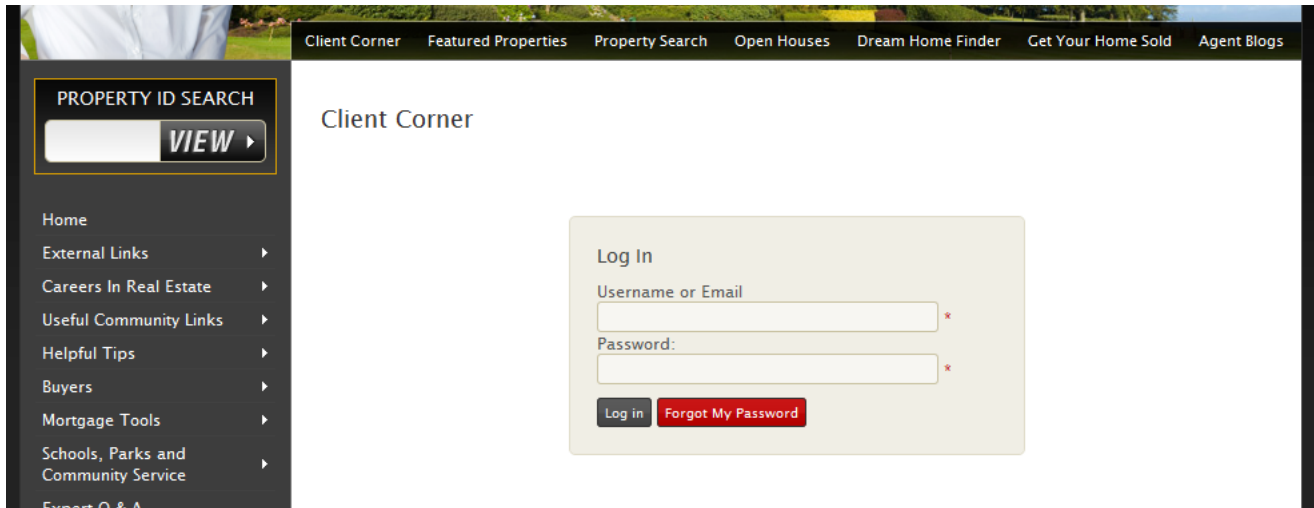 Client Corner Featured Properties Property Search Open Houses Dream Home Finder Get Your Home Sold Agent Blogs
PROPERTY ID SEARCH
VIEW
Home
External Links
Careers In Real Estate
Useful Community Links
Helpful Tips
Buyers
Mortgage Tools
Schools, Parks and
Community Service
Expert Q & A
Client Corner
Log In
Username or Email
*
Password:
*
Log in Forgot My Password